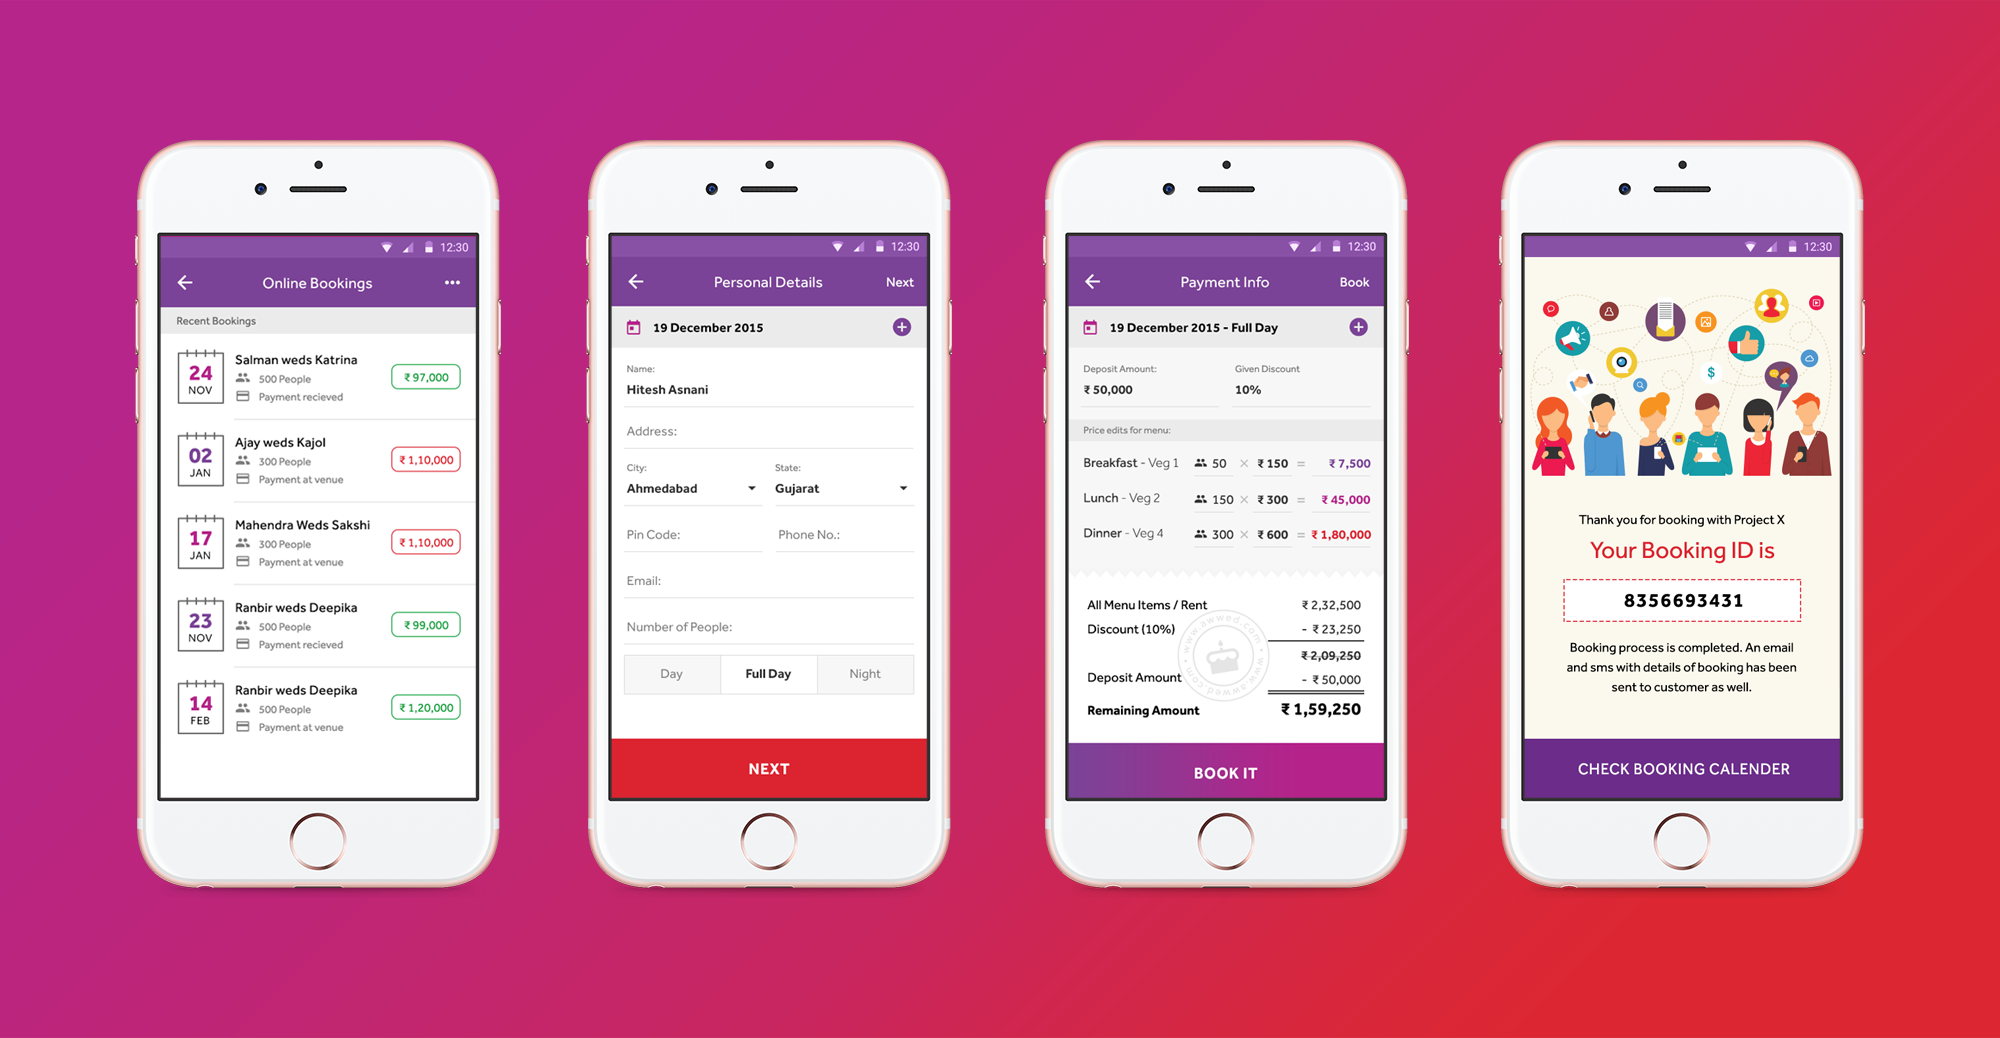 12:30
Online Bookings
Recent Bookings
24
NOV
Salman weds Katrina
500 People
Payment recieved
₹ 97,000
02
JAN
Ajay weds Kajol
300 People
Payment at venue
₹ 1,10,000
17
JAN
Mahendra Weds Sakshi
300 People
Payment at venue
₹ 1,10,000
23
NOV
Ranbir weds Deepika
500 People
Payment recieved
₹ 99,000
14
FEB
Ranbir weds Deepika
500 People
Payment at venue
₹ 1,20,000
12:30
Personal Details Next
19 December 2015
Name:
Hitesh Asnani
Address:
City: State:
Ahmedabad Gujarat
Pin Code: Phone No.:
Email:
Number of People:
Day Full Day Night
NEXT
12:30
Payment Info Book
19 December 2015 - Full Day
Deposit Amount: Given Discount
₹ 50,000 10%
Price edits for menu:
Breakfast - Veg 1 50 × ₹ 150 = ₹ 7,500
Lunch - Veg 2 150 × ₹ 300 = ₹ 45,000
Dinner - Veg 4 300 × ₹ 600 = ₹ 1,80,000
All Menu Items / Rent ₹ 2,32,500
Discount (10%) - ₹ 23,250
₹ 2,09,250
Deposit Amount - ₹ 50,000
Remaining Amount ₹ 1,59,250
www.awwed.com • www.awwed.com •
BOOK IT
12:30
$
Thank you for booking with Project X
Your Booking ID is
8356693431
Booking process is completed. An email
and sms with details of booking has been
sent to customer as well.
CHECK BOOKING CALENDER